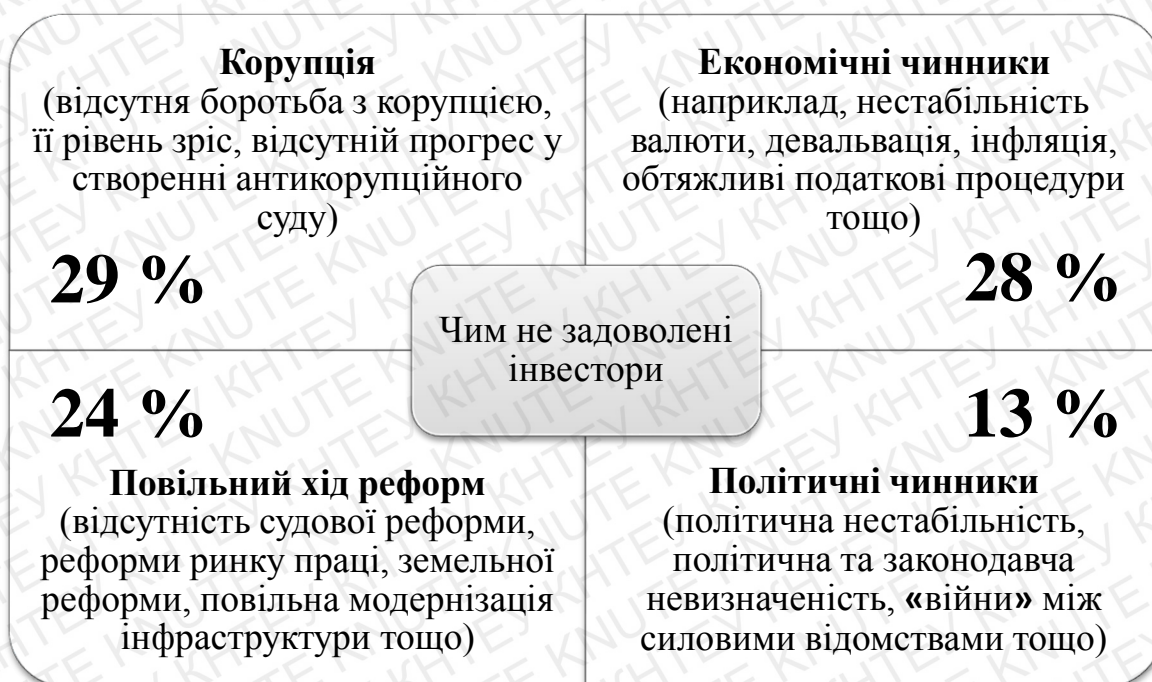 Корупція
(відсутня боротьба з корупцією,
її рівень зріс, відсутній прогрес у
створенні антикорупційного
суду)
29 %
Економічні чинники
(наприклад, нестабільність
валюти, девальвація, інфляція,
обтяжливі податкові процедури
тощо)
28 %
Чим не задоволені
інвестори
24 %
Повільний хід реформ
(відсутність судової реформи,
реформи ринку праці, земельної
реформи, повільна модернізація
інфраструктури тощо)
13 %
Політичні чинники
(політична нестабільність,
політична та законодавча
невизначеність, «війни» між
силовими відомствами тощо)